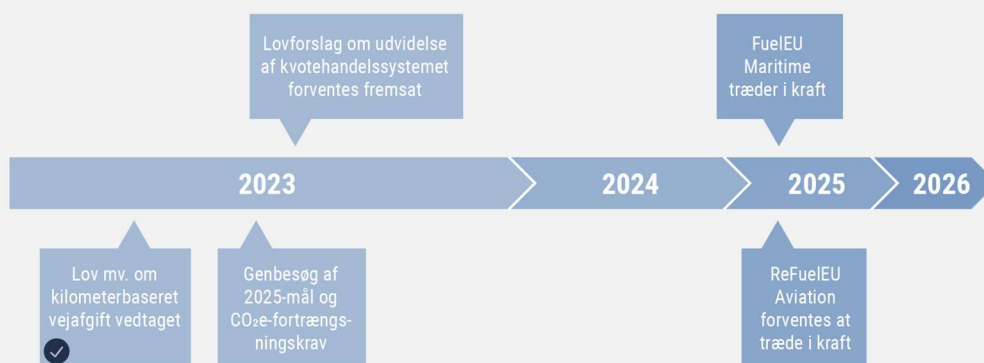 Lovforslag om udvidelse
af kvotehandelssystemet
forventes fremsat
FuelEU
Maritime
træder i kraft
2023
2024
2025
2026
Lov mv. om
kilometerbaseret
vejafgift vedtaget
Genbesøg af
2025-mål og
CO₂e-fortrængs-
ningskrav
ReFuelEU
Aviation
forventes at
træde i kraft